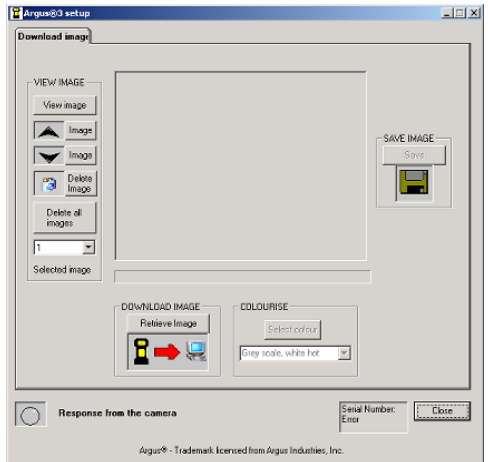 Argus®3 setup
Download image
VIEW IMAGE
View image
Image
Image
Delete
Image
Delete all
images
1
Selected image
SAVE IMAGE
Save
DOWNLOAD IMAGE
Retrieve Image
COLOURISE
Select colour
Grey scale, white hot
Response from the camera
Serial Number:
Error
Close
Argus® - Trademark licensed from Argus Industries, Inc.